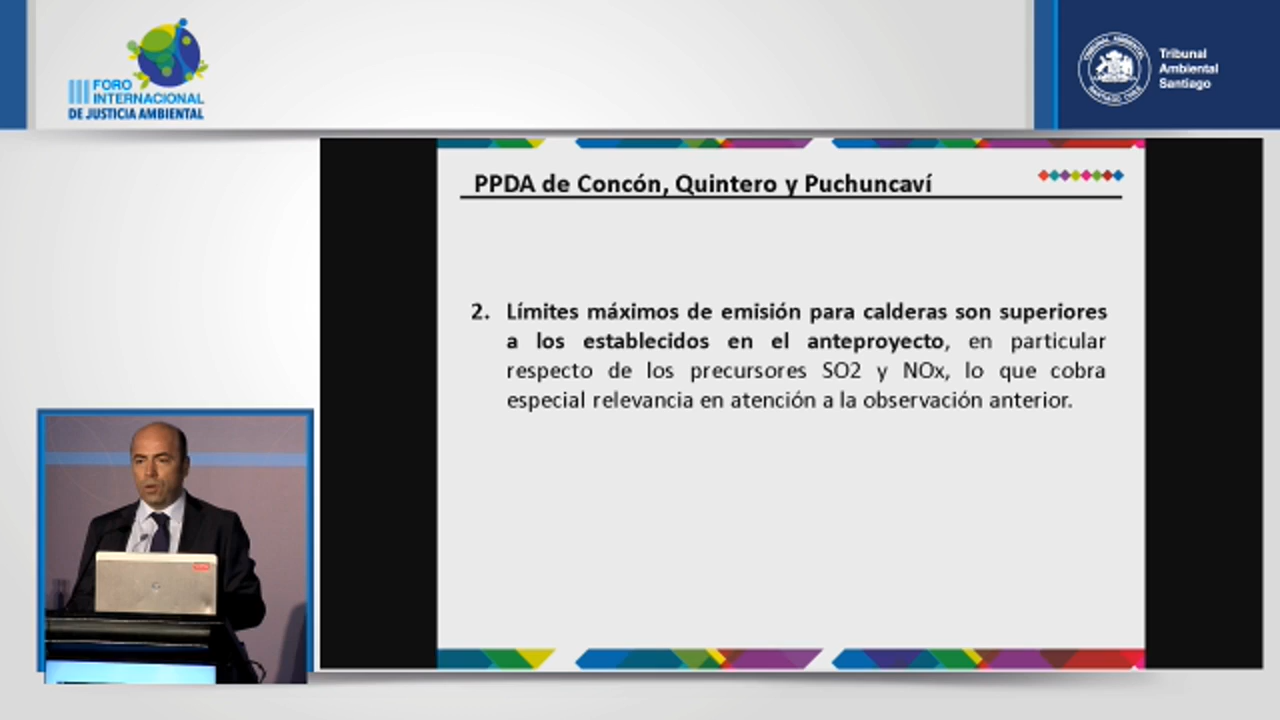 III FORO
INTERNACIONAL
DE JUSTICIA AMBIENTAL
Tribunal
Ambiental
Santiago
PPDA de Concón, Quintero y Puchuncaví
2. Límites máximos de emisión para calderas son superiores
a los establecidos en el anteproyecto, en particular
respecto de los precursores SO2 y NOx, lo que cobra
especial relevancia en atención a la observación anterior.